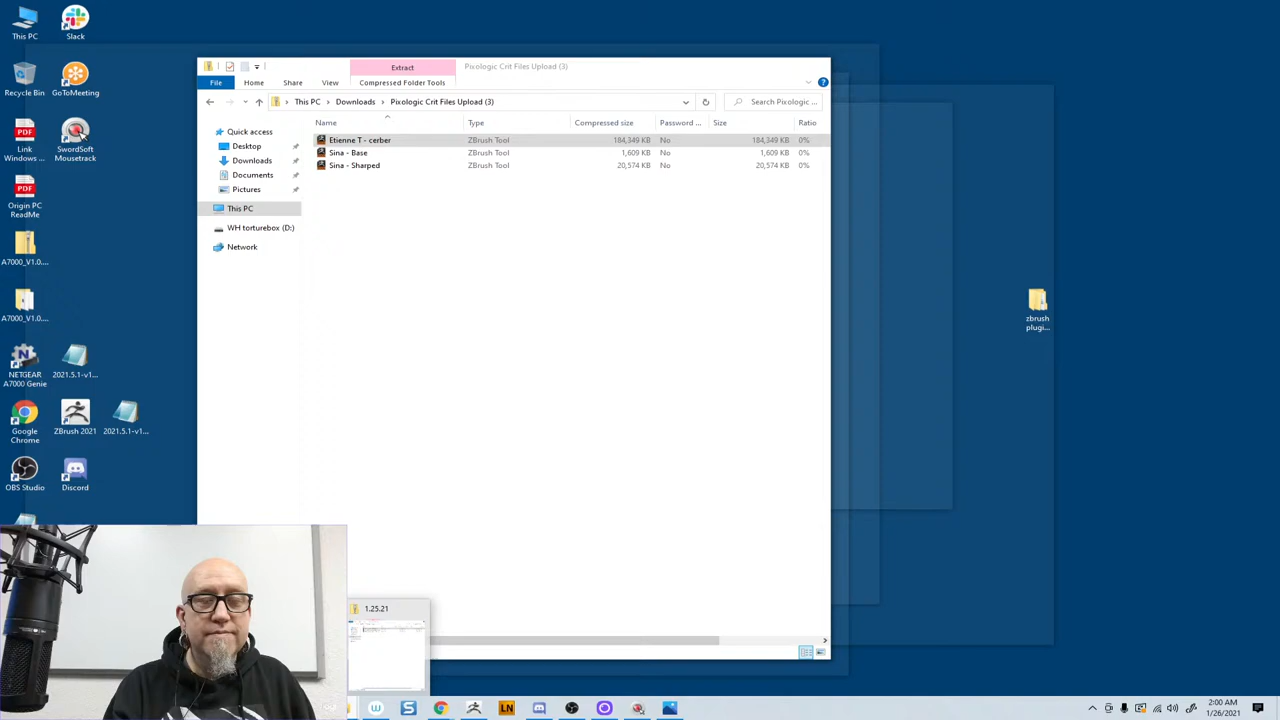 This PC
Slack
Recycle Bin
GoToMeeting
Link
Windows ...
SwordSoft
Mousetrack
Origin PC
ReadMe
A7000_V1.0....
A7000_V1.0....
NETGEAR
A7000 Genie
2021.5.1-v1...
Google
Chrome
ZBrush 2021
2021.5.1-v1...
OBS Studio
Discord
Extract
Pixologic Crit Files Upload (3)
File
Home
Share
View
Compressed Folder Tools
This PC
Downloads
Pixologic Crit Files Upload (3)
Search Pixologic ...
Name
Type
Compressed size
Password ...
Size
Ratio
Etienne T - cerber ZBrush Tool 184,349 KB No 184,349 KB 0%
Sina - Base ZBrush Tool 1,609 KB No 1,609 KB 0%
Sina - Sharped ZBrush Tool 20,574 KB No 20,574 KB 0%
Quick access
Desktop
Downloads
Documents
Pictures
This PC
WH torturebox (D:)
Network
zbrush
plugi...
1.25.21
LN
2:00 AM
1/26/2021